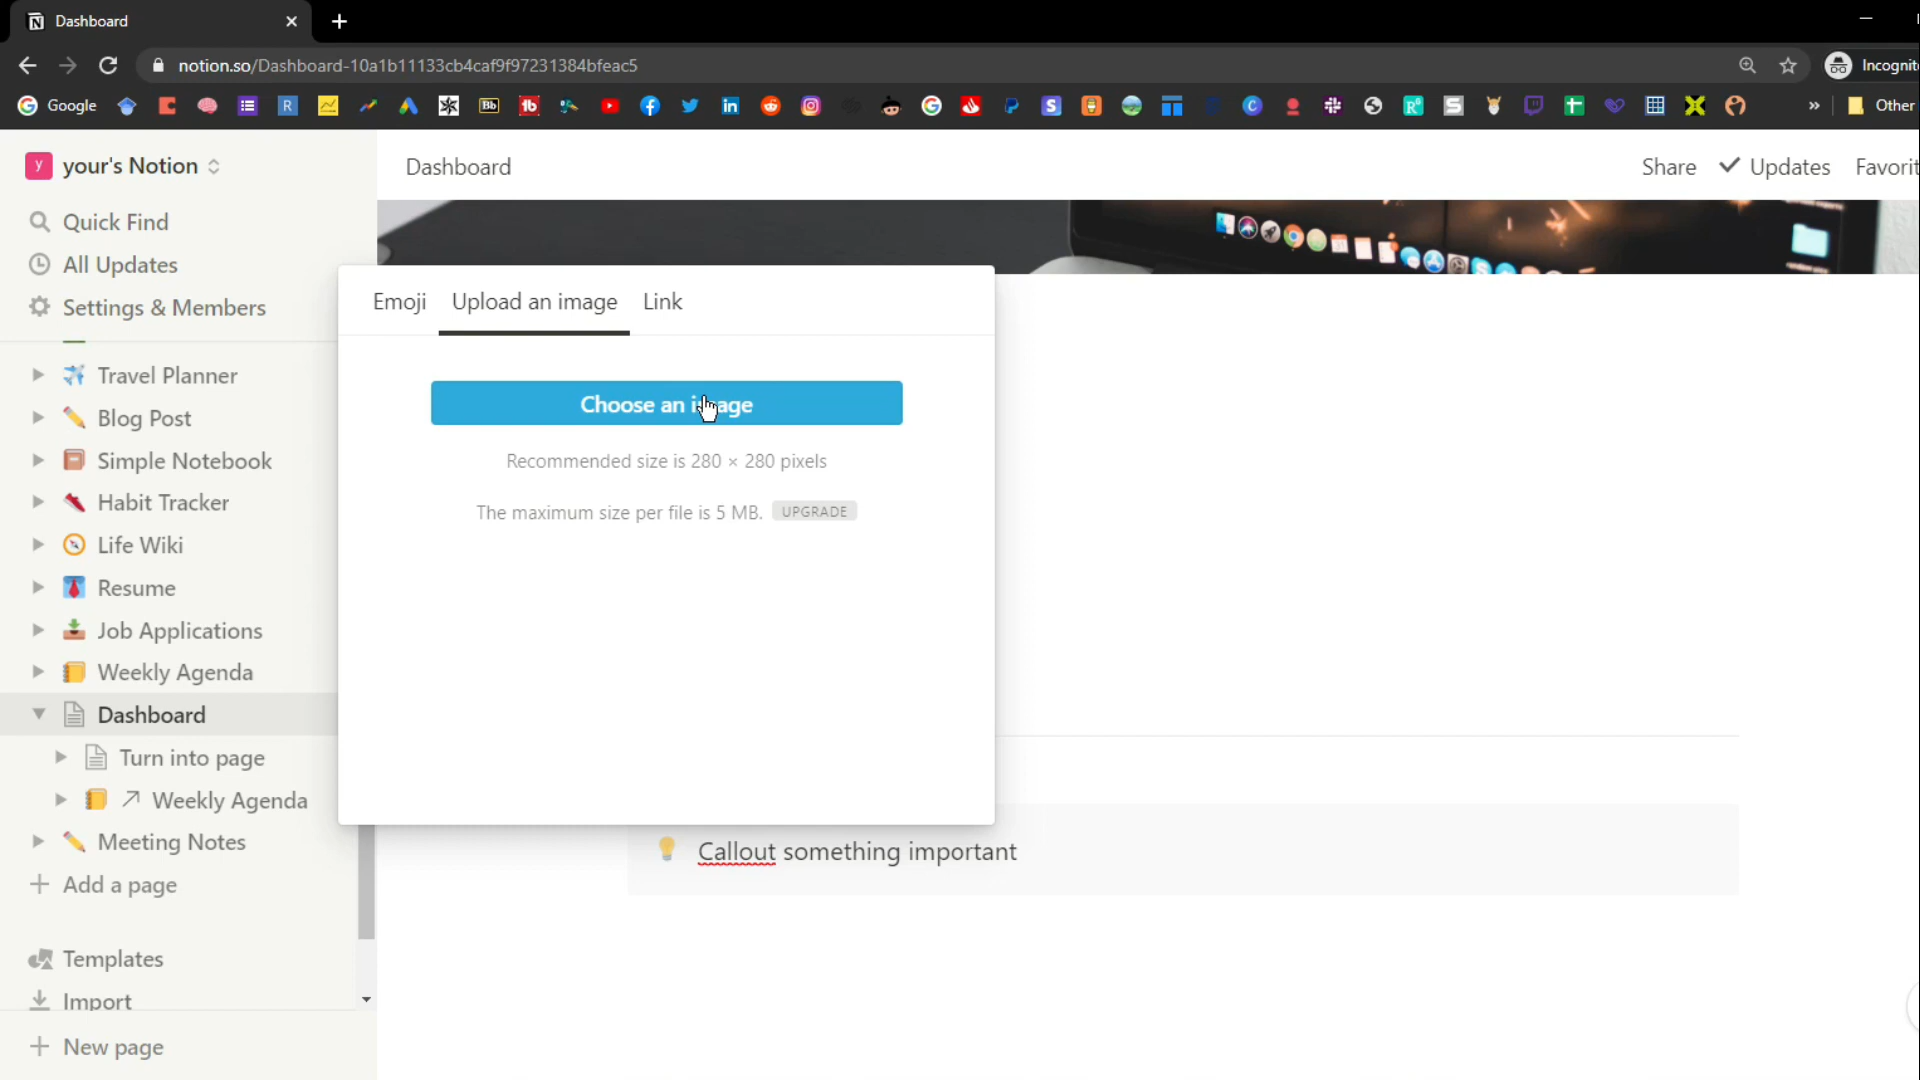 Dashboard
notion.so/Dashboard-10a1b11133cb4caf9f97231384bfeac5
Incognit
Google
Other
your's Notion
Dashboard
Share
Updates
Favorit
Quick Find
All Updates
Settings & Members
Emoji
Upload an image
Link
Travel Planner
Blog Post
Simple Notebook
Habit Tracker
Life Wiki
Resume
Job Applications
Weekly Agenda
Dashboard
Turn into page
Weekly Agenda
Meeting Notes
Add a page
Templates
Import
New page
Choose an image
Recommended size is 280 × 280 pixels
The maximum size per file is 5 MB. UPGRADE
Callout something important